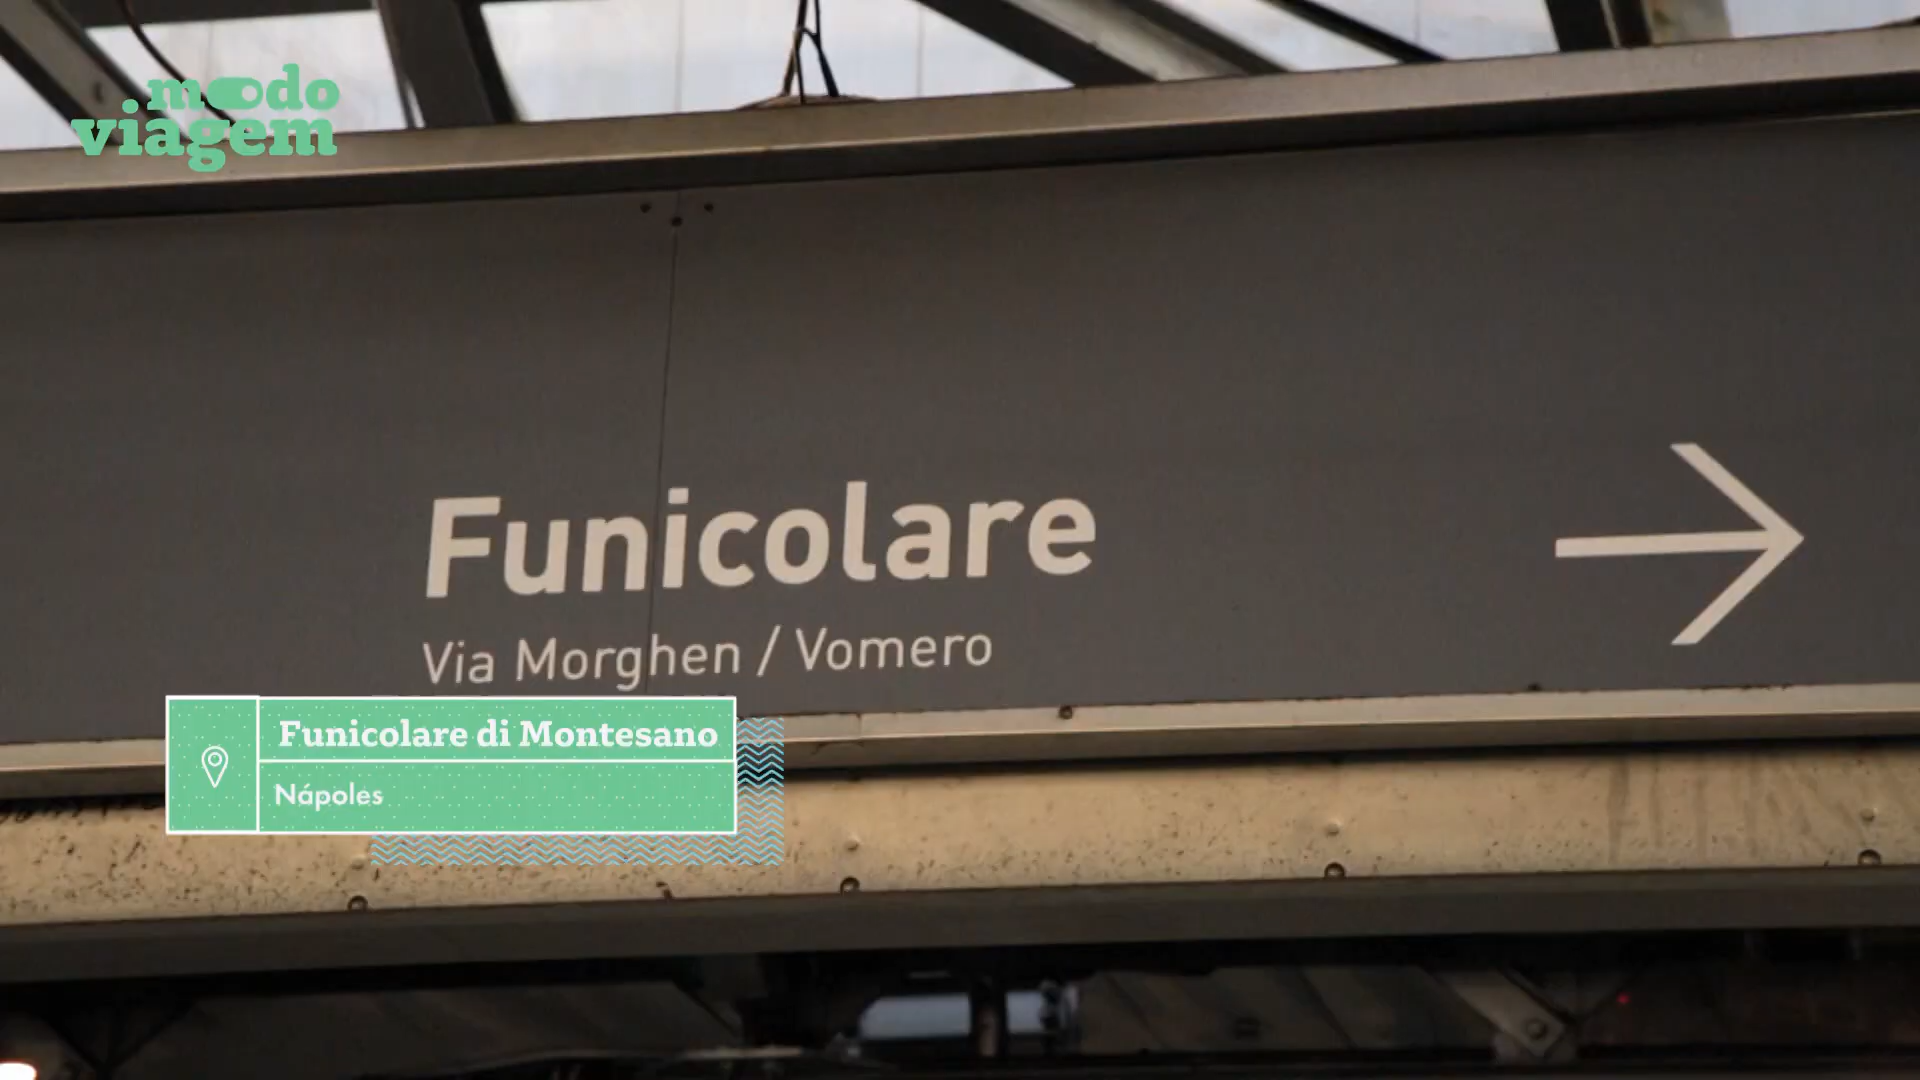 modo
viagem
Funicolare
Via Morghen / Vomero
Funicolare di Montesano
Nápoles